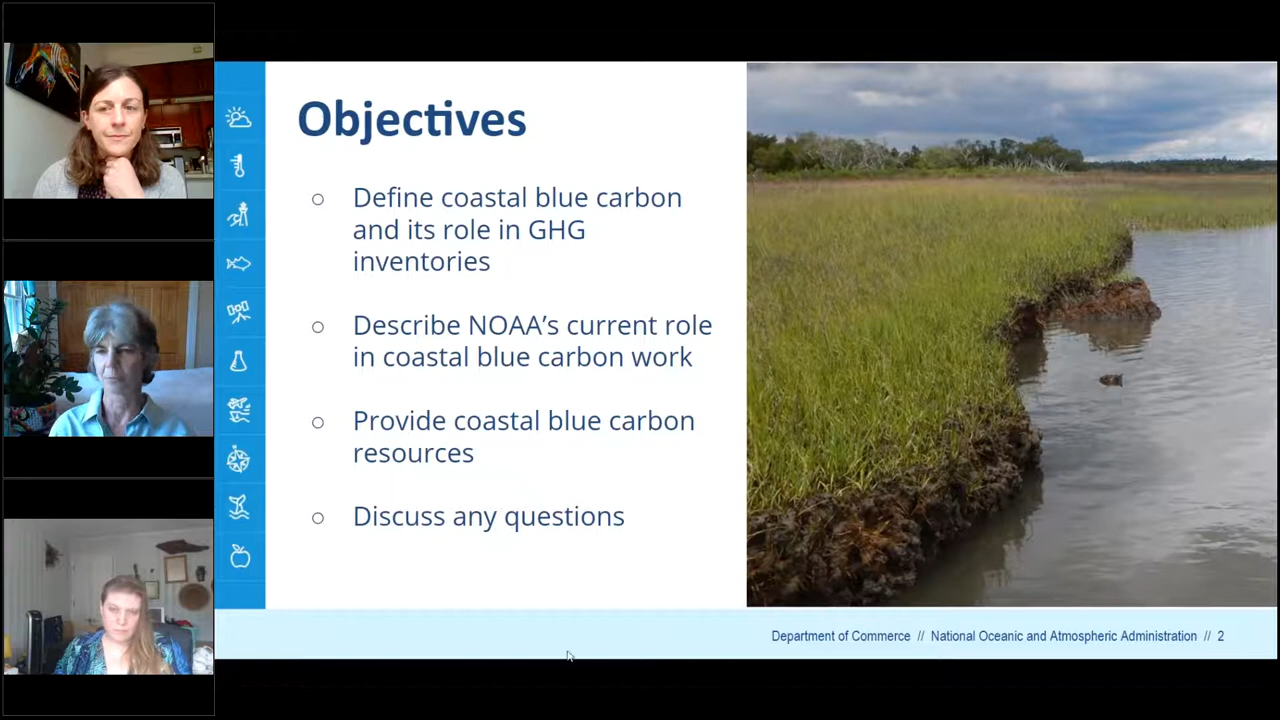 Objectives
○ Define coastal blue carbon
and its role in GHG
inventories
○ Describe NOAA's current role
in coastal blue carbon work
○ Provide coastal blue carbon
resources
○ Discuss any questions
Department of Commerce // National Oceanic and Atmospheric Administration // 2